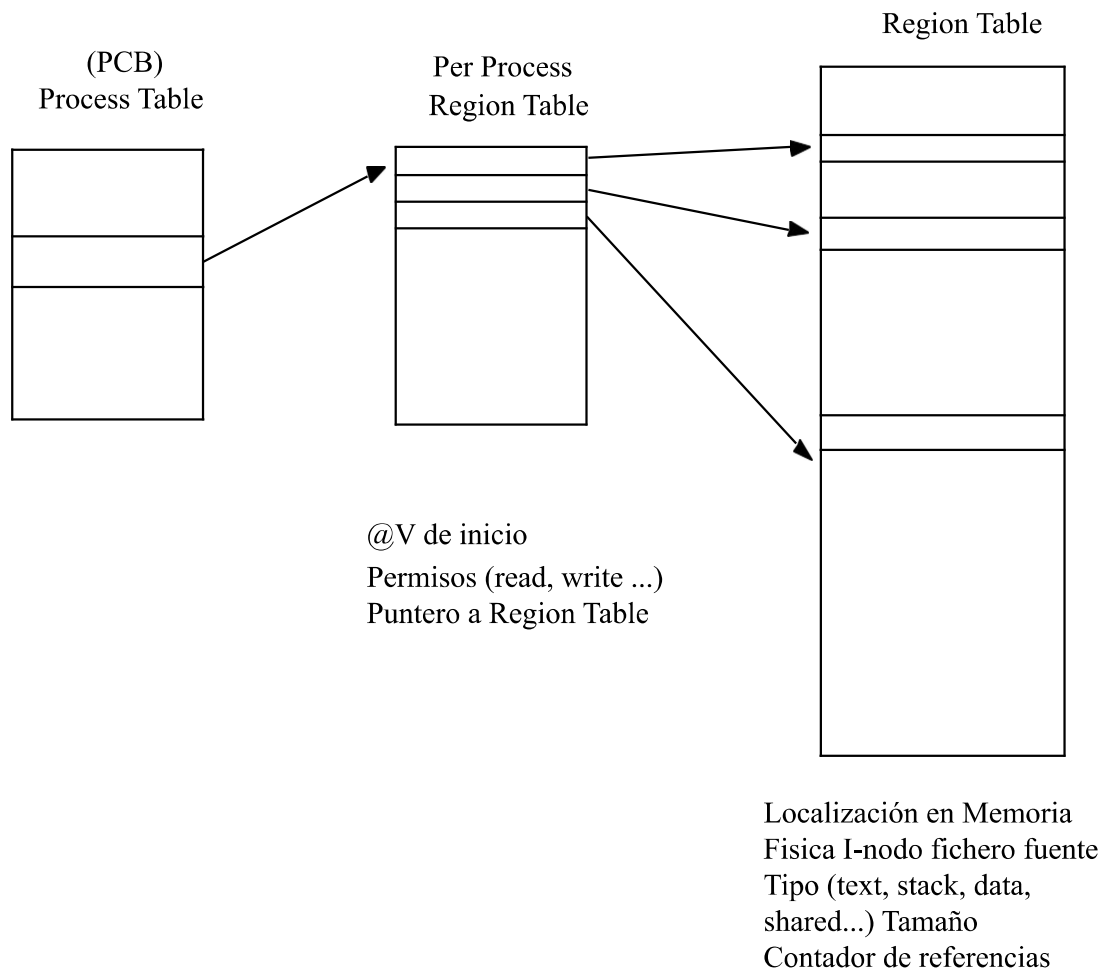 (PCB)
Process Table
Per Process
Region Table
Region Table
@V de inicio
Permisos (read, write ...)
Puntero a Region Table
Localización en Memoria
Fisica I-nodo fichero fuente
Tipo (text, stack, data,
shared...) Tamaño
Contador de referencias